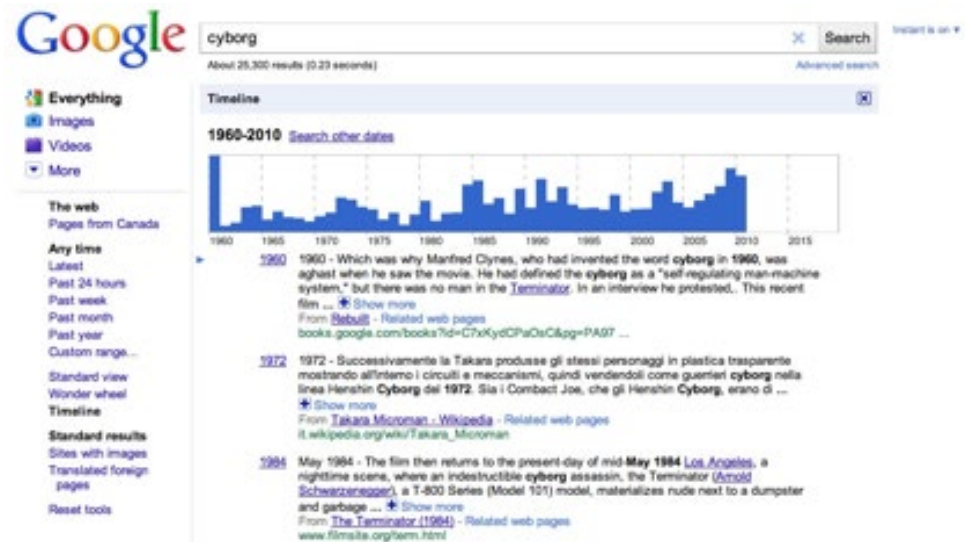 Google
cyborg
Search
Instant is on ▼
About 25,300 results (0.23 seconds)
Advanced search
Everything
Images
Videos
More
The web
Pages from Canada
Any time
Latest
Past 24 hours
Past week
Past month
Past year
Custom range...
Standard view
Wonder wheel
Timeline
Standard results
Sites with images
Translated foreign
pages
Reset tools
Timeline
1960-2010 Search other dates
1960 1965 1970 1975 1980 1985 1990 1995 2000 2005 2010 2015
1960 1960 - Which was why Manfred Clynes, who had invented the word cyborg in 1960, was
aghast when he saw the movie. He had defined the cyborg as a "self-regulating man-machine
system," but there was no man in the Terminator. In an interview he protested,. This recent
film ... Show more
From Rebuilt - Related web pages
books.google.com/books?id=C7xKydCPaOsC&pg=PA97 ...
1972 1972 - Successivamente la Takara produsse gli stessi personaggi in plastica trasparente
mostrando all'interno i circuiti e meccanismi, quindi vendendoli come guerrieri cyborg nella
linea Henshin Cyborg del 1972. Sia i Combact Joe, che gli Henshin Cyborg, erano di ...
Show more
From Takara Microman - Wikipedia - Related web pages
it.wikipedia.org/wiki/Takara_Microman
1984 May 1984 - The film then returns to the present-day of mid-May 1984 Los Angeles, a
nighttime scene, where an indestructible cyborg assassin, the Terminator (Arnold
Schwarzenegger), a T-800 Series (Model 101) model, materializes nude next to a dumpster
and garbage ... Show more
From The Terminator (1984) - Related web pages
www.filmsite.org/term.html